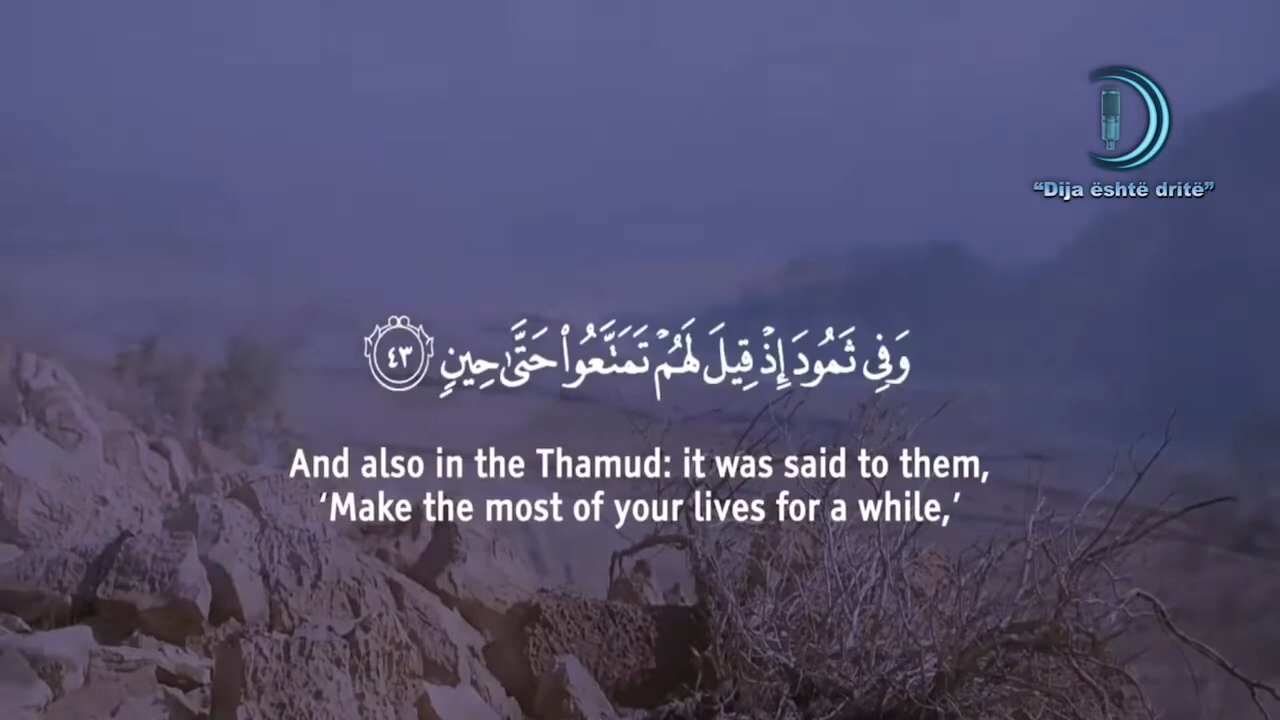 “Dija është dritë”
وَفِي ثَمُودَ إِذْ قِيلَ لَهُمْ تَمَتَّعُوا۟ حَتَّىٰ حِينٍ ٤٣
And also in the Thamud: it was said to them,
‘Make the most of your lives for a while,’